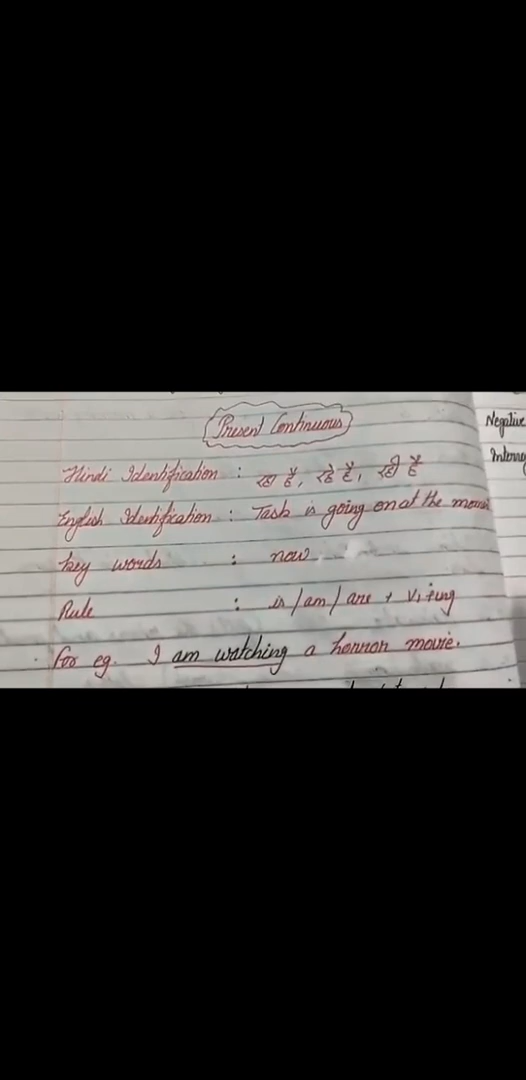 Present Continuous
Negative
Hindi Identification : रहा है, रहे हैं, रही है
English Identification : Task is going on at the
Key words : now
Rule : is/am/are + V1+ing
For eg. I am watching a horror movie.